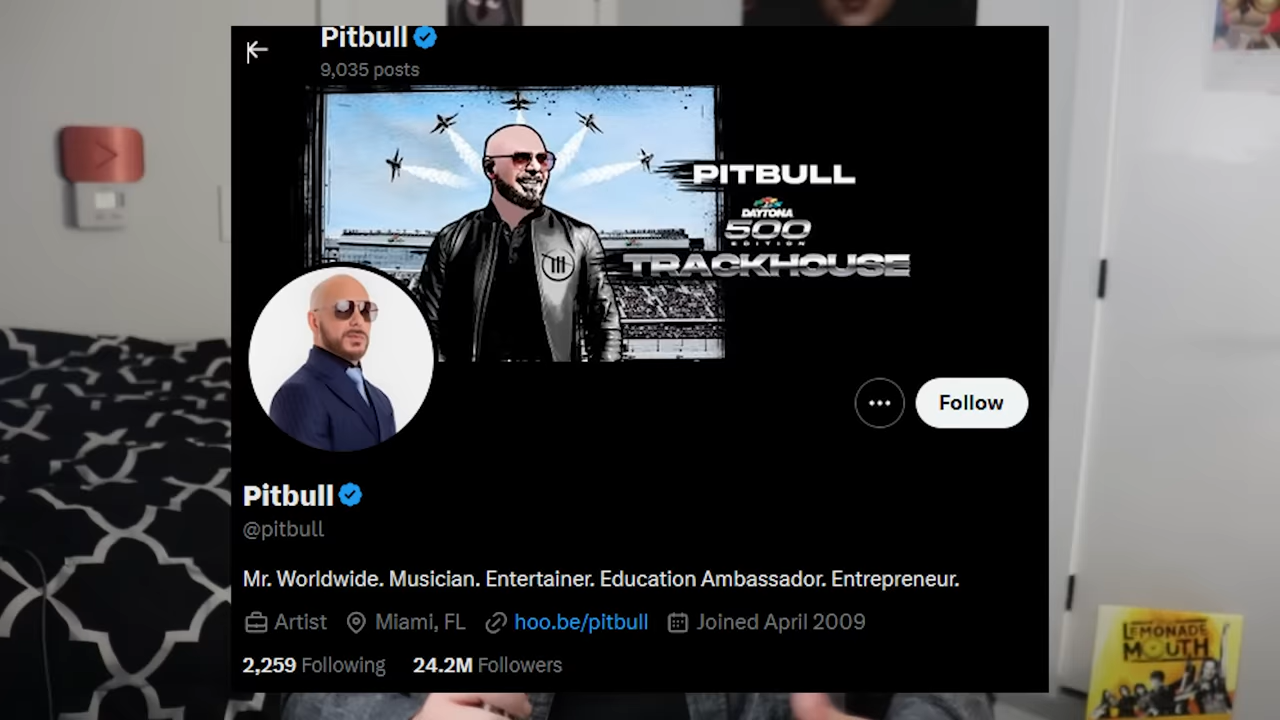 Pitbull
9,035 posts
PITBULL
DAYTONA
500
EDITION
TRACKHOUSE
Follow
Pitbull
@pitbull
Mr. Worldwide. Musician. Entertainer. Education Ambassador. Entrepreneur.
Artist Miami, FL hoo.be/pitbull Joined April 2009
2,259 Following 24.2M Followers
LEMONADE
MOUTH